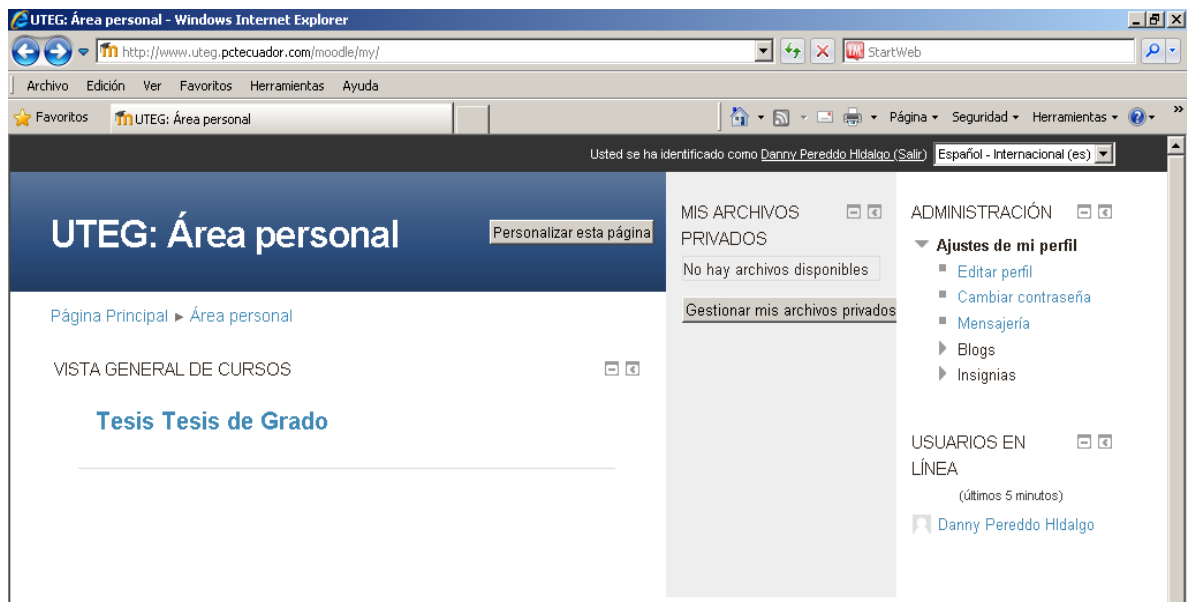 UTEG: Área personal - Windows Internet Explorer
http://www.uteg.pctecuador.com/moodle/my/
StartWeb
Archivo Edición Ver Favoritos Herramientas Ayuda
Favoritos UTEG: Área personal Página Seguridad Herramientas
Usted se ha identificado como Danny Pereddo HIdalgo (Salir) Español - Internacional (es)
UTEG: Área personal
Personalizar esta página
Página Principal ► Área personal
VISTA GENERAL DE CURSOS
Tesis Tesis de Grado
MIS ARCHIVOS
PRIVADOS
No hay archivos disponibles
Gestionar mis archivos privados
ADMINISTRACIÓN
Ajustes de mi perfil
Editar perfil
Cambiar contraseña
Mensajería
Blogs
Insignias
USUARIOS EN
LÍNEA
(últimos 5 minutos)
Danny Pereddo HIdalgo